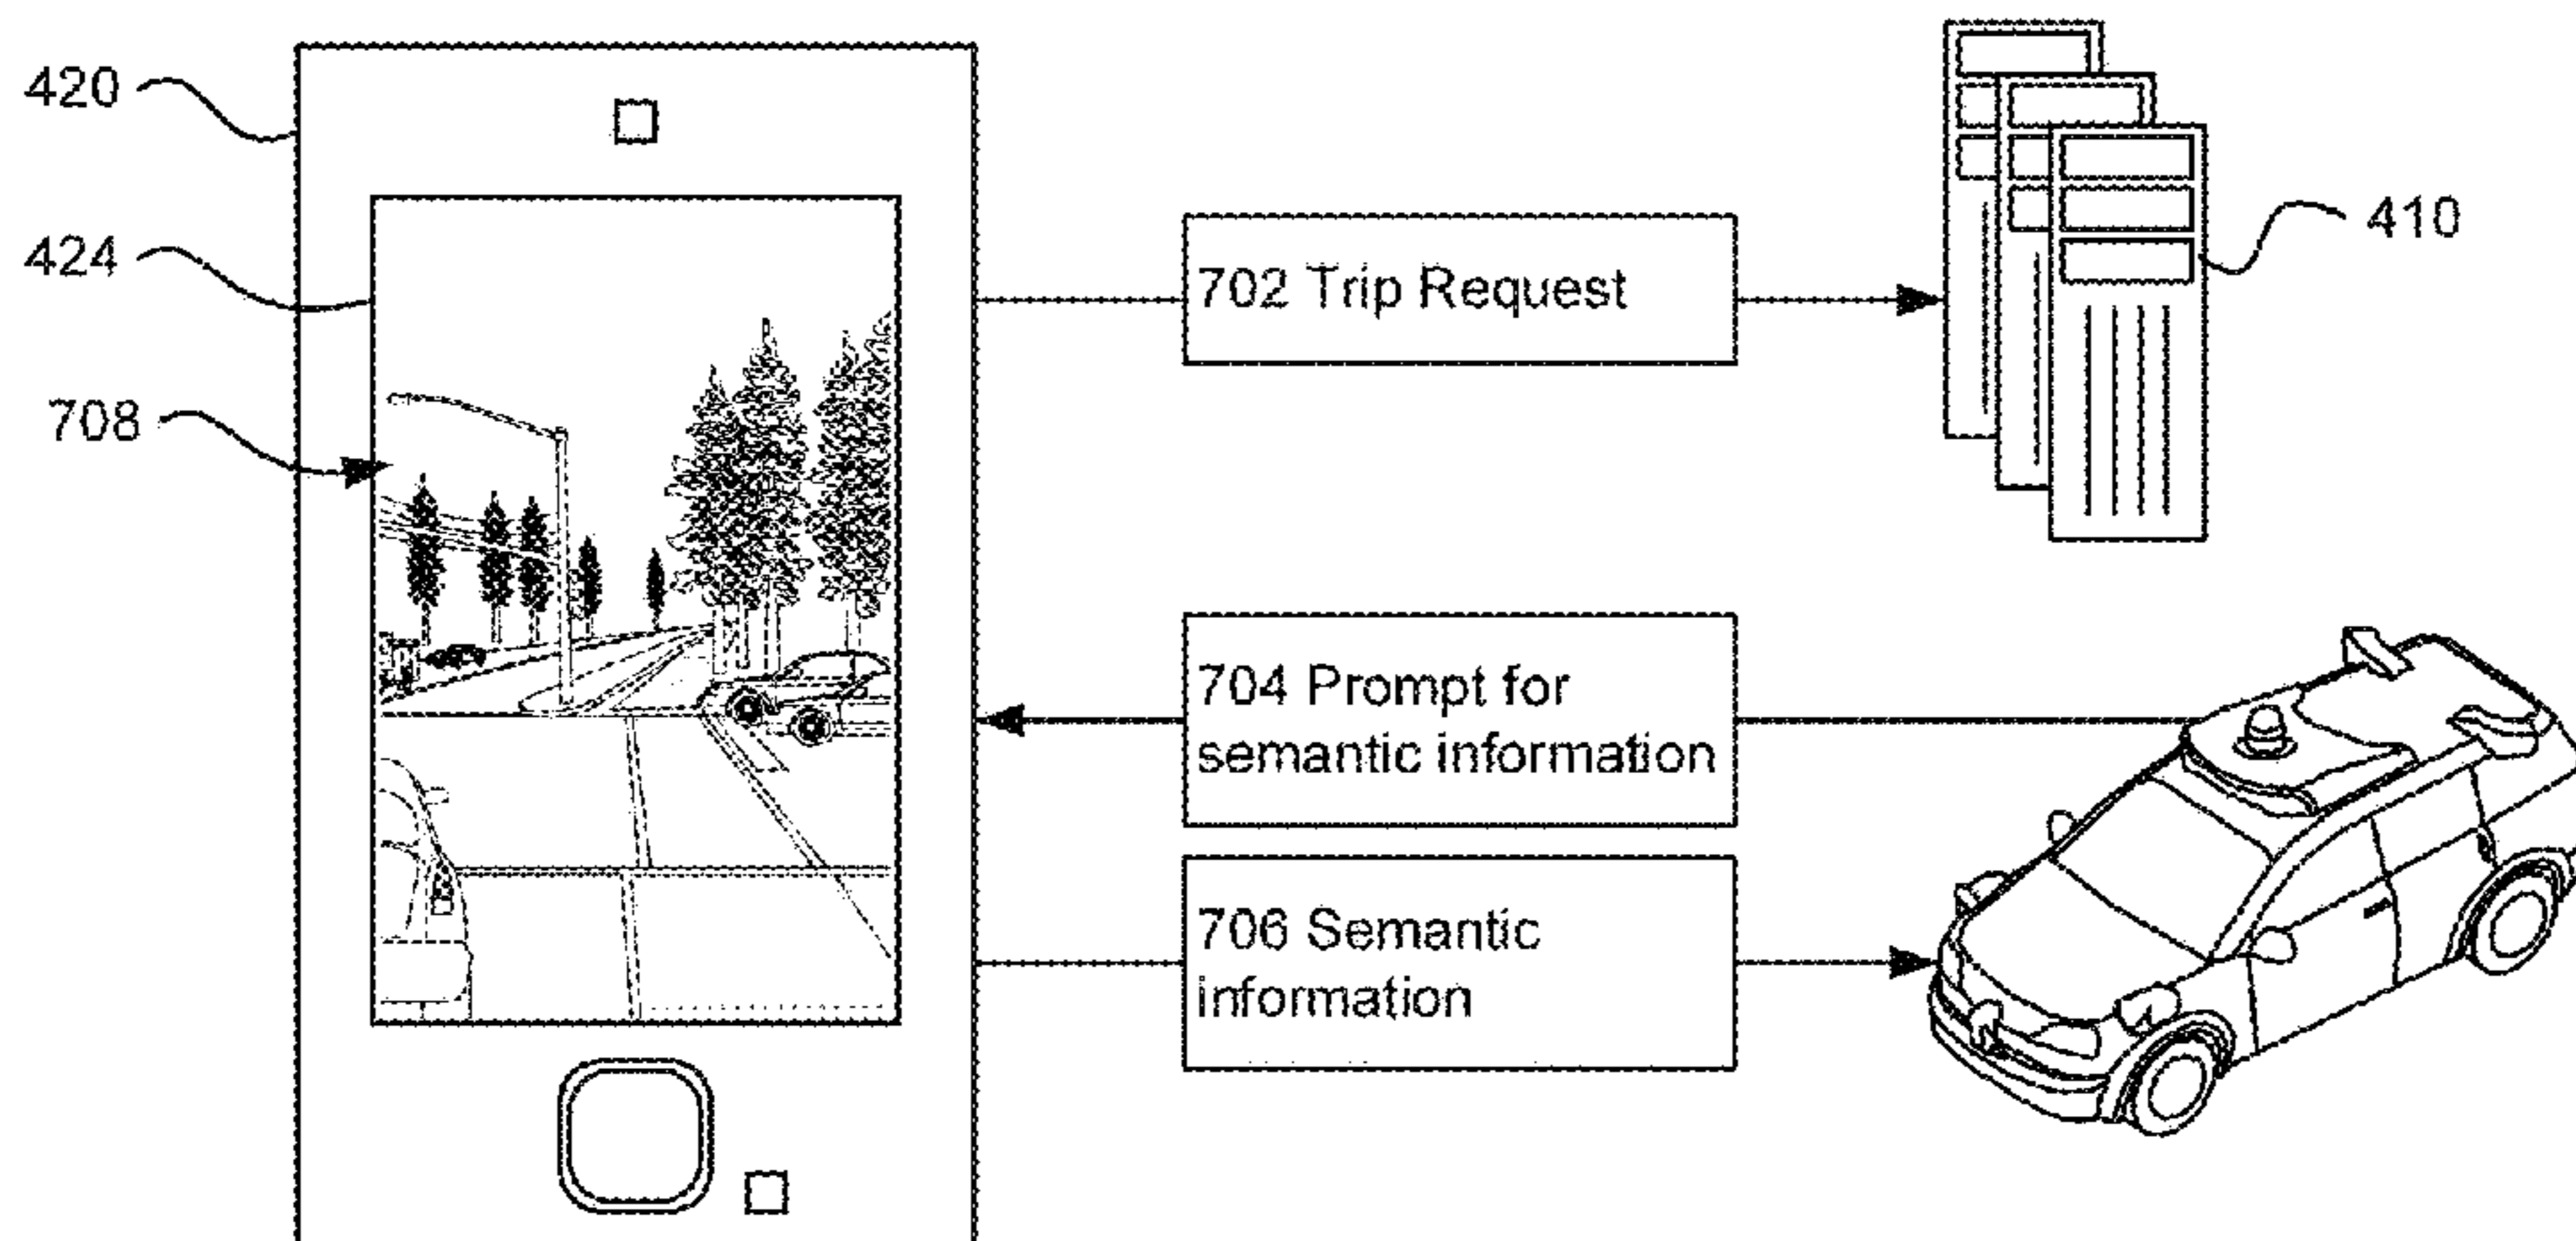 420
424
708
702 Trip Request
410
704 Prompt for
semantic information
706 Semantic
information